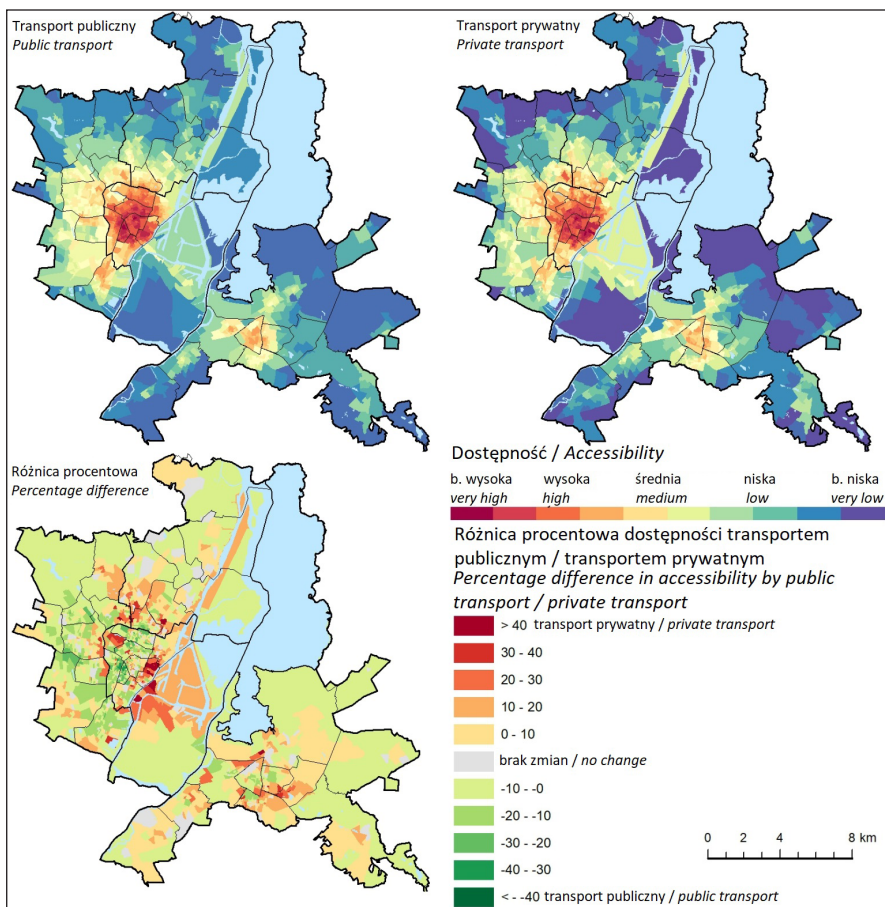 Transport publiczny
Public transport
Transport prywatny
Private transport
Różnica procentowa
Percentage difference
Dostępność / Accessibility
b. wysoka wysoka średnia niska b. niska
very high high medium low very low
Różnica procentowa dostępności transportem
publicznym / transportem prywatnym
Percentage difference in accessibility by public
transport / private transport
> 40 transport prywatny / private transport
30 - 40
20 - 30
10 - 20
0 - 10
brak zmian / no change
-10 - -0
-20 - -10
-30 - -20
-40 - -30
< - -40 transport publiczny / public transport
0 2 4 8 km